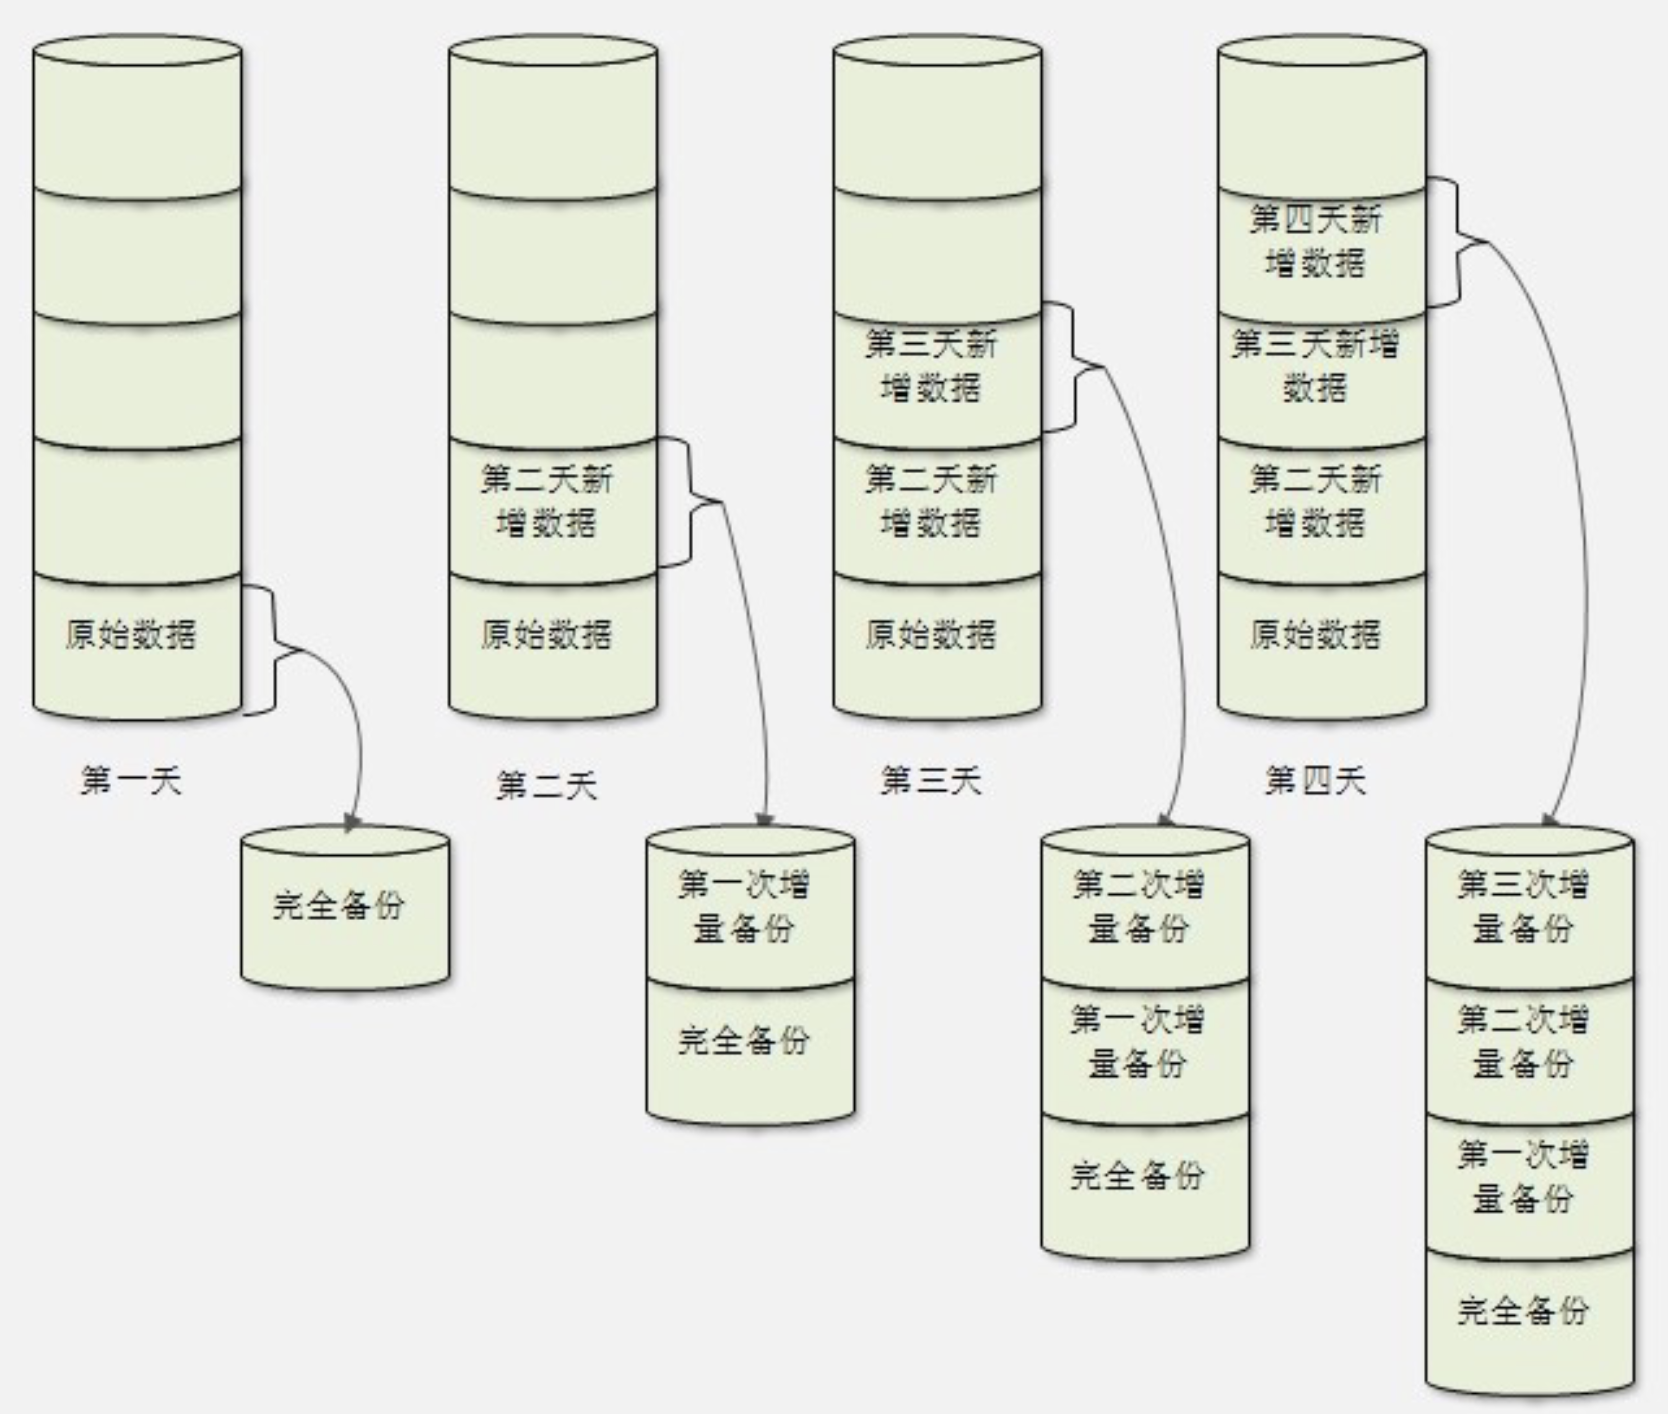 原始数据
第一天
完全备份
第二天新
增数据
原始数据
第二天
第一次增
量备份
完全备份
第三天新
增数据
第二天新
增数据
原始数据
第三天
第二次增
量备份
第一次增
量备份
完全备份
第四天新
增数据
第三天新增
数据
第二天新
增数据
原始数据
第四天
第三次增
量备份
第二次增
量备份
第一次增
量备份
完全备份